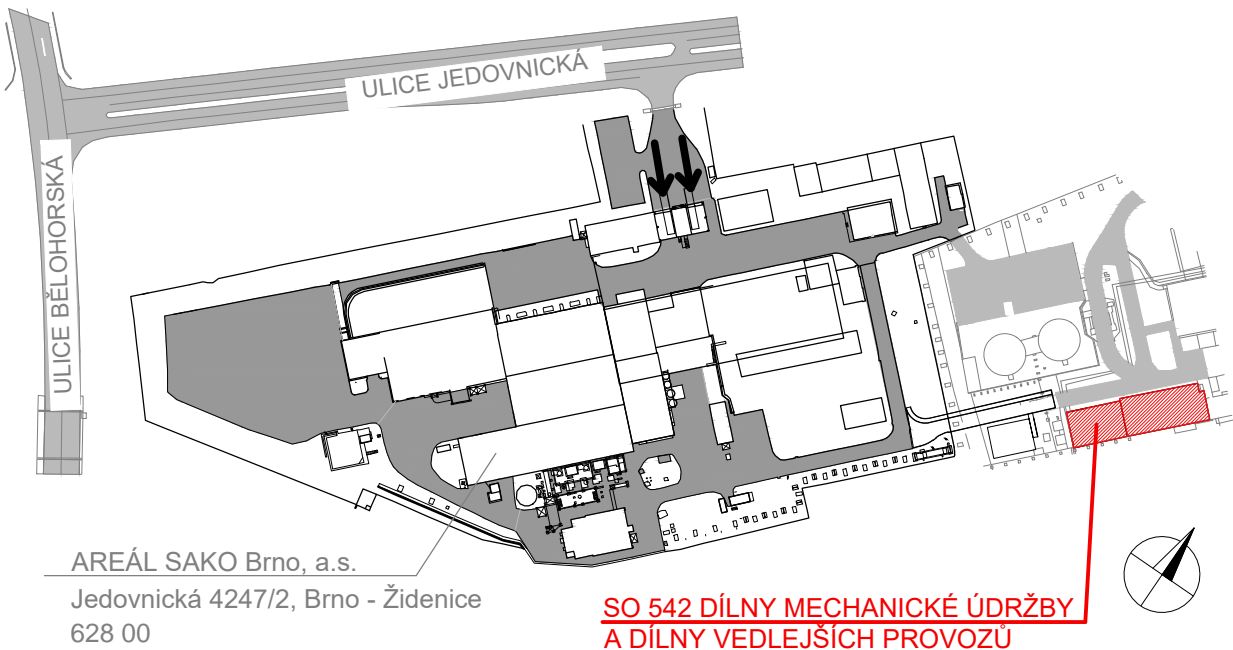 ULICE JEDOVNICKÁ
ULICE BĚLOHORSKÁ
AREÁL SAKO Brno, a.s.
Jedovnická 4247/2, Brno - Židenice
628 00
SO 542 DÍLNY MECHANICKÉ ÚDRŽBY
A DÍLNY VEDLEJŠÍCH PROVOZŮ